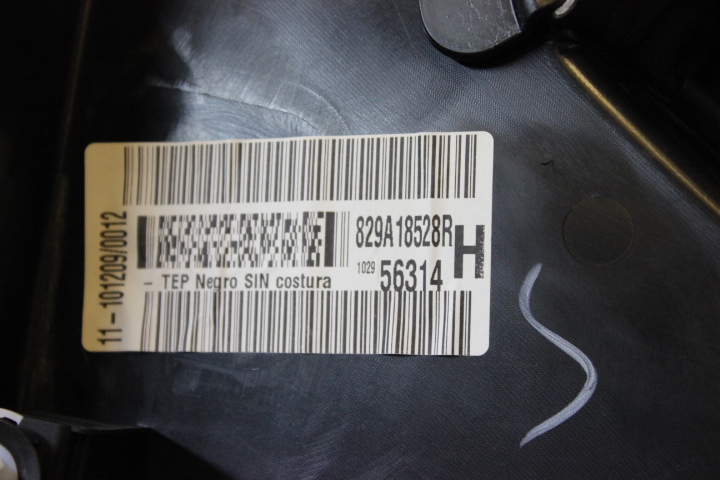 11-101209/0012
829A18528R
1029 56314
H
- TEP Negro SIN costura